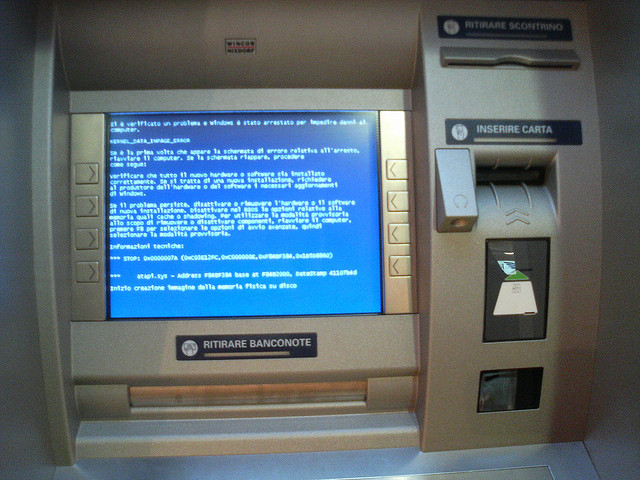 WINCOR
NIXDORF
RITIRARE SCONTRINO
INSERIRE CARTA
Si è verificato un problema e Windows è stato arrestato per impedire danni al
computer.
KERNEL_DATA_INPAGE_ERROR
Se è la prima volta che appare la schermata di errore relativa all'arresto,
riavviare il computer. Se la schermata riappare, procedere
come segue:
Verificare che tutto il nuovo hardware o software sia installato
correttamente. Se si tratta di una nuova installazione, richiedere
al produttore dell'hardware o del software i necessari aggiornamenti
di Windows.
Se il problema persiste, disattivare o rimuovere l'hardware o il software
di nuova installazione. Disattivare nel BIOS le opzioni relative alla
memoria quali cache o shadowing. Per utilizzare la modalità provvisoria
allo scopo di rimuovere o disattivare componenti, riavviare il computer,
premere F8 per selezionare le opzioni di avvio avanzate, quindi
selezionare la modalità provvisoria.
Informazioni tecniche:
*** STOP: 0x0000007A
*** atapi.sys - Address F868F384 base at F8682000, DateStamp 41107b4d
Inizio creazione immagine della memoria fisica su disco
RITIRARE BANCONOTE